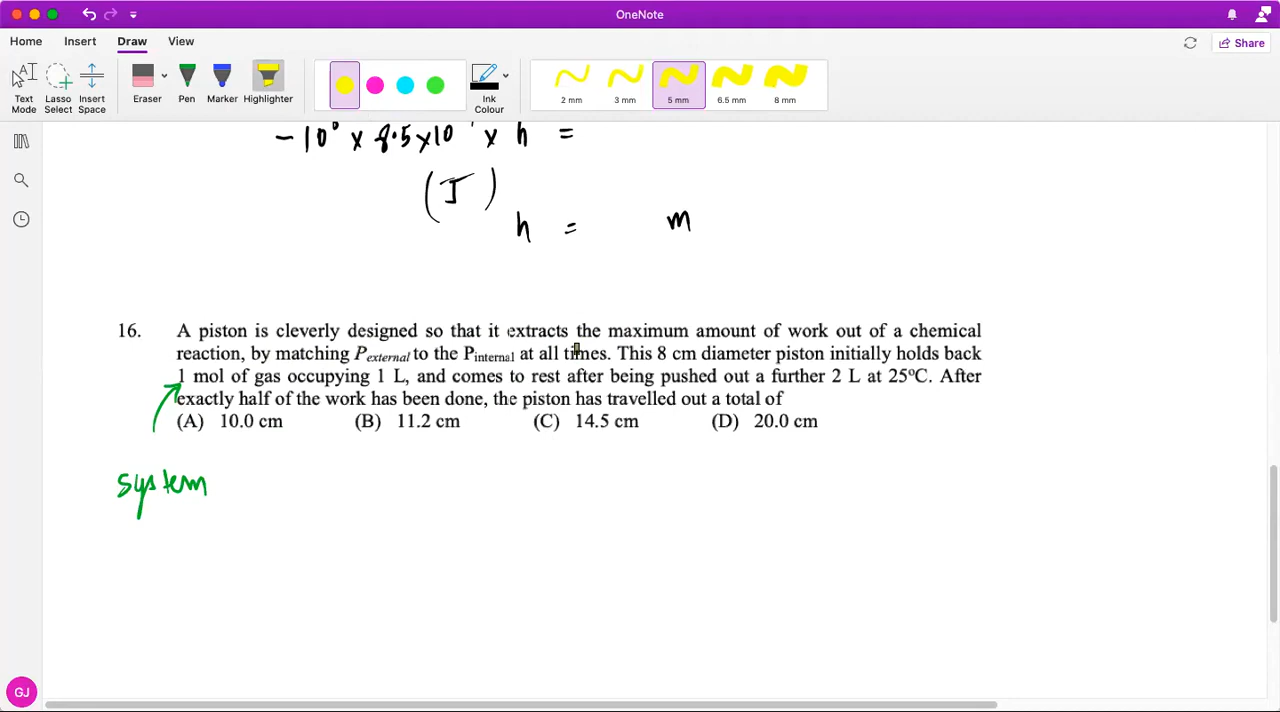 OneNote
Home Insert Draw View
Share
Text Mode
Lasso Select
Insert Space
Eraser
Pen
Marker
Highlighter
Ink Colour
2 mm
3 mm
5 mm
6.5 mm
8 mm
x 8.5x10 x h =
(J)
h = m
16. A piston is cleverly designed so that it extracts the maximum amount of work out of a chemical
reaction, by matching Pexternal to the Pinternal at all times. This 8 cm diameter piston initially holds back
1 mol of gas occupying 1 L, and comes to rest after being pushed out a further 2 L at 25ºC. After
exactly half of the work has been done, the piston has travelled out a total of
(A) 10.0 cm (B) 11.2 cm (C) 14.5 cm (D) 20.0 cm
system
GJ